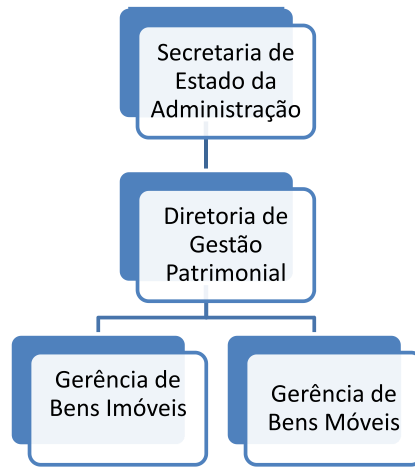 Secretaria de
Estado da
Administração
Diretoria de
Gestão
Patrimonial
Gerência de
Bens Imóveis
Gerência de
Bens Móveis